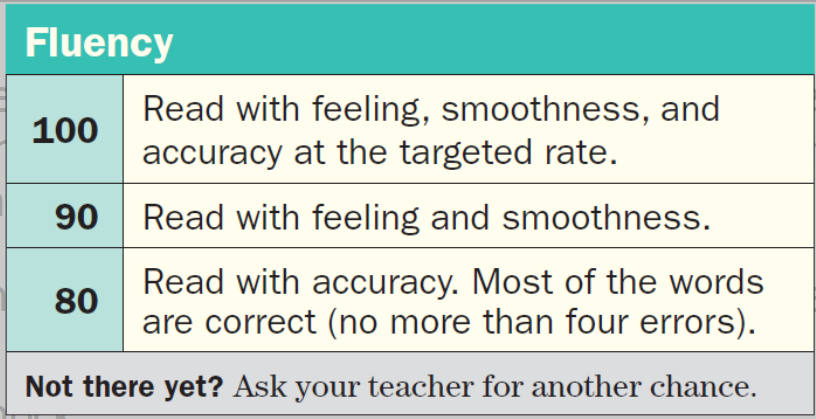 Fluency
100
Read with feeling, smoothness, and
accuracy at the targeted rate.
90
Read with feeling and smoothness.
80
Read with accuracy. Most of the words
are correct (no more than four errors).
Not there yet? Ask your teacher for another chance.